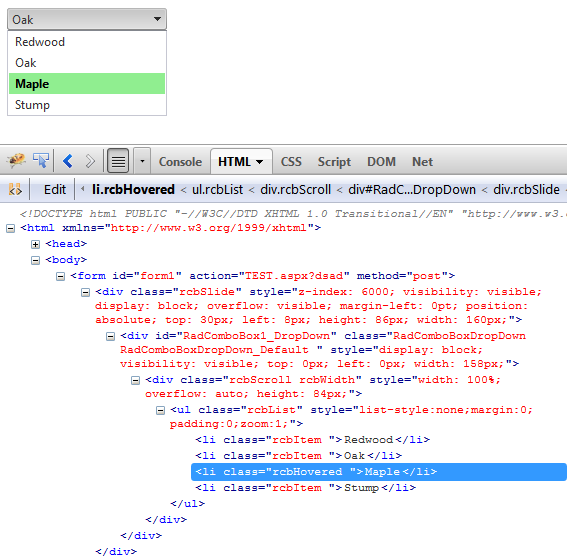 Oak
Redwood
Oak
Maple
Stump
Console HTML CSS Script DOM Net
Edit li.rcbHovered < ul.rcbList < div.rcbScroll < div#RadC...DropDown < div.rcbSlide
<!DOCTYPE html PUBLIC "-//W3C//DTD XHTML 1.0 Transitional//EN" "http://www.w3.o
<html xmlns="http://www.w3.org/1999/xhtml">
<head>
<body>
<form id="form1" action="TEST.aspx?dsad" method="post">
<div class="rcbSlide" style="z-index: 6000; visibility: visible;
display: block; overflow: visible; margin-left: 0pt; position:
absolute; top: 30px; left: 8px; height: 86px; width: 160px;">
<div id="RadComboBox1_DropDown" class="RadComboBoxDropDown
RadComboBoxDropDown_Default " style="display: block;
visibility: visible; top: 0px; left: 0px; width: 158px;">
<div class="rcbScroll rcbWidth" style="width: 100%;
overflow: auto; height: 84px;">
<ul class="rcbList" style="list-style:none;margin:0;
padding:0;zoom:1;">
<li class="rcbItem ">Redwood</li>
<li class="rcbItem ">Oak</li>
<li class="rcbHovered ">Maple</li>
<li class="rcbItem ">Stump</li>
</ul>
</div>
</div>
</div>